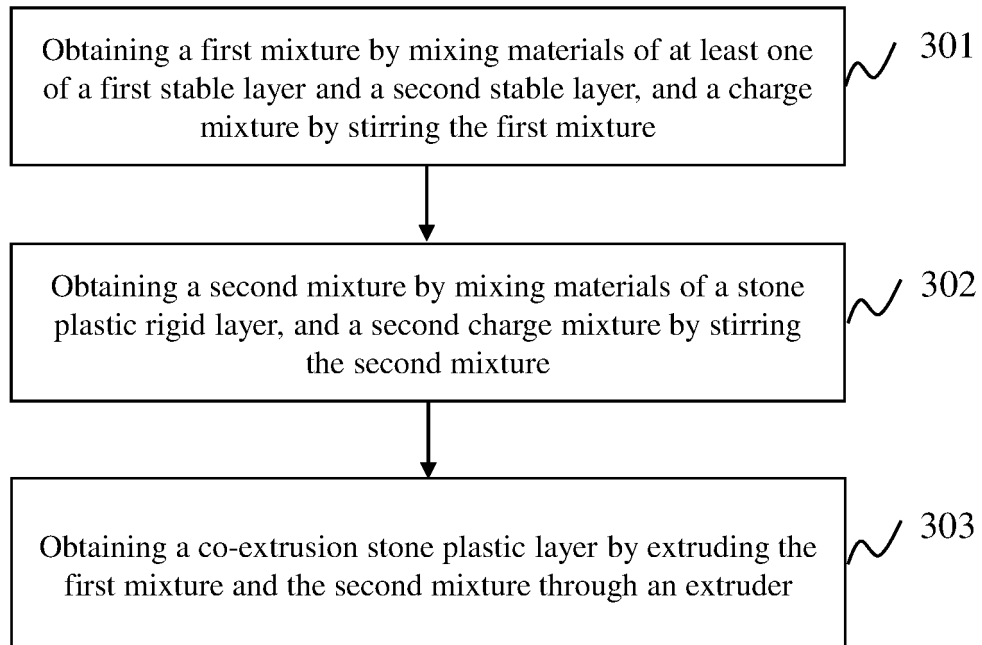 Obtaining a first mixture by mixing materials of at least one
of a first stable layer and a second stable layer, and a charge
mixture by stirring the first mixture
301
Obtaining a second mixture by mixing materials of a stone
plastic rigid layer, and a second charge mixture by stirring
the second mixture
302
Obtaining a co-extrusion stone plastic layer by extruding the
first mixture and the second mixture through an extruder
303